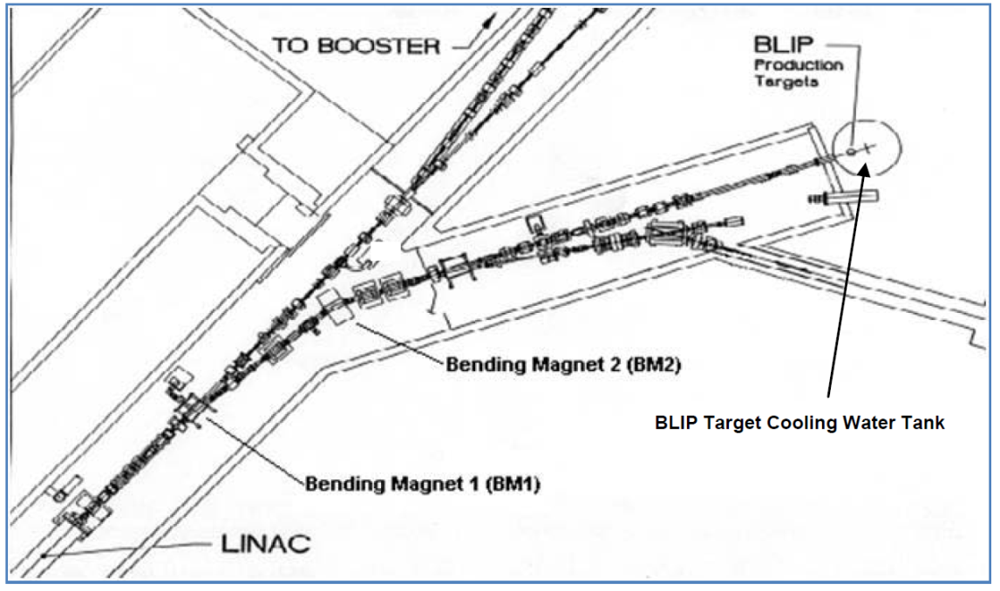 TO BOOSTER
BLIP
Production
Targets
Bending Magnet 2 (BM2)
BLIP Target Cooling Water Tank
Bending Magnet 1 (BM1)
LINAC